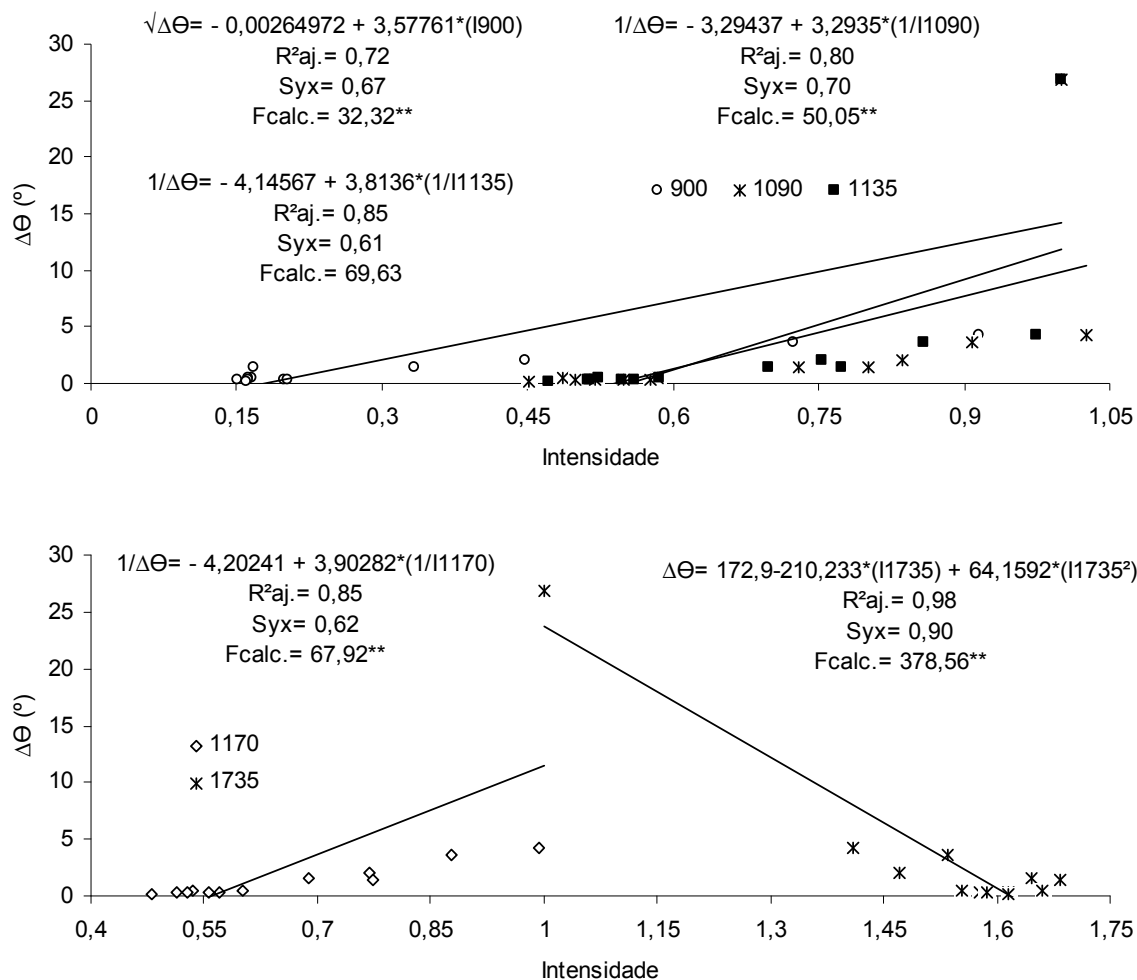 √ΔΘ= - 0,00264972 + 3,57761*(I900)
R²aj.= 0,72
Syx= 0,67
Fcalc.= 32,32**
1/ΔΘ= - 3,29437 + 3,2935*(1/I1090)
R²aj.= 0,80
Syx= 0,70
Fcalc.= 50,05**
1/ΔΘ= - 4,14567 + 3,8136*(1/I1135)
R²aj.= 0,85
Syx= 0,61
Fcalc.= 69,63
900 1090 1135
ΔΘ (º)
30
25
20
15
10
5
0
0 0,15 0,3 0,45 0,6 0,75 0,9 1,05
Intensidade
1/ΔΘ= - 4,20241 + 3,90282*(1/I1170)
R²aj.= 0,85
Syx= 0,62
Fcalc.= 67,92**
ΔΘ= 172,9-210,233*(I1735) + 64,1592*(I1735²)
R²aj.= 0,98
Syx= 0,90
Fcalc.= 378,56**
1170
1735
ΔΘ (º)
30
25
20
15
10
5
0
0,4 0,55 0,7 0,85 1 1,15 1,3 1,45 1,6 1,75
Intensidade